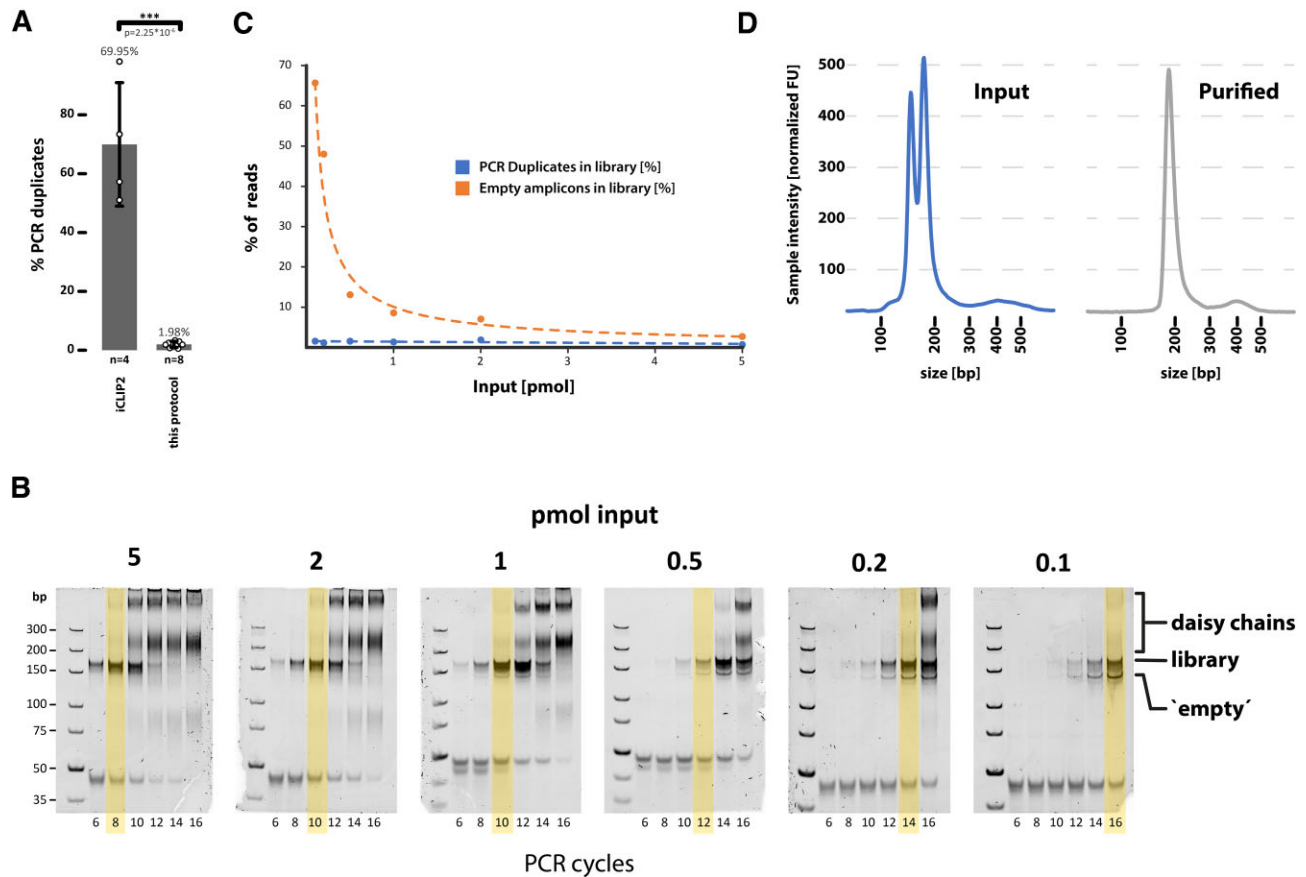 A
***
p=2.25*10⁻⁶
69.95%
% PCR duplicates
80
60
40
20
0
1.98%
n=4
n=8
iCLIP2
this protocol
C
% of reads
70
60
50
40
30
20
10
PCR Duplicates in library [%]
Empty amplicons in library [%]
1
2
3
4
5
Input [pmol]
D
Sample intensity [normalized FU]
500
400
300
200
100
Input
Purified
100 200 300 400 500
size [bp]
100 200 300 400 500
size [bp]
B
pmol input
5 2 1 0.5 0.2 0.1
bp
300
200
150
100
75
50
35
daisy chains
library
`empty´
6 8 10 12 14 16
6 8 10 12 14 16
6 8 10 12 14 16
6 8 10 12 14 16
6 8 10 12 14 16
6 8 10 12 14 16
PCR cycles